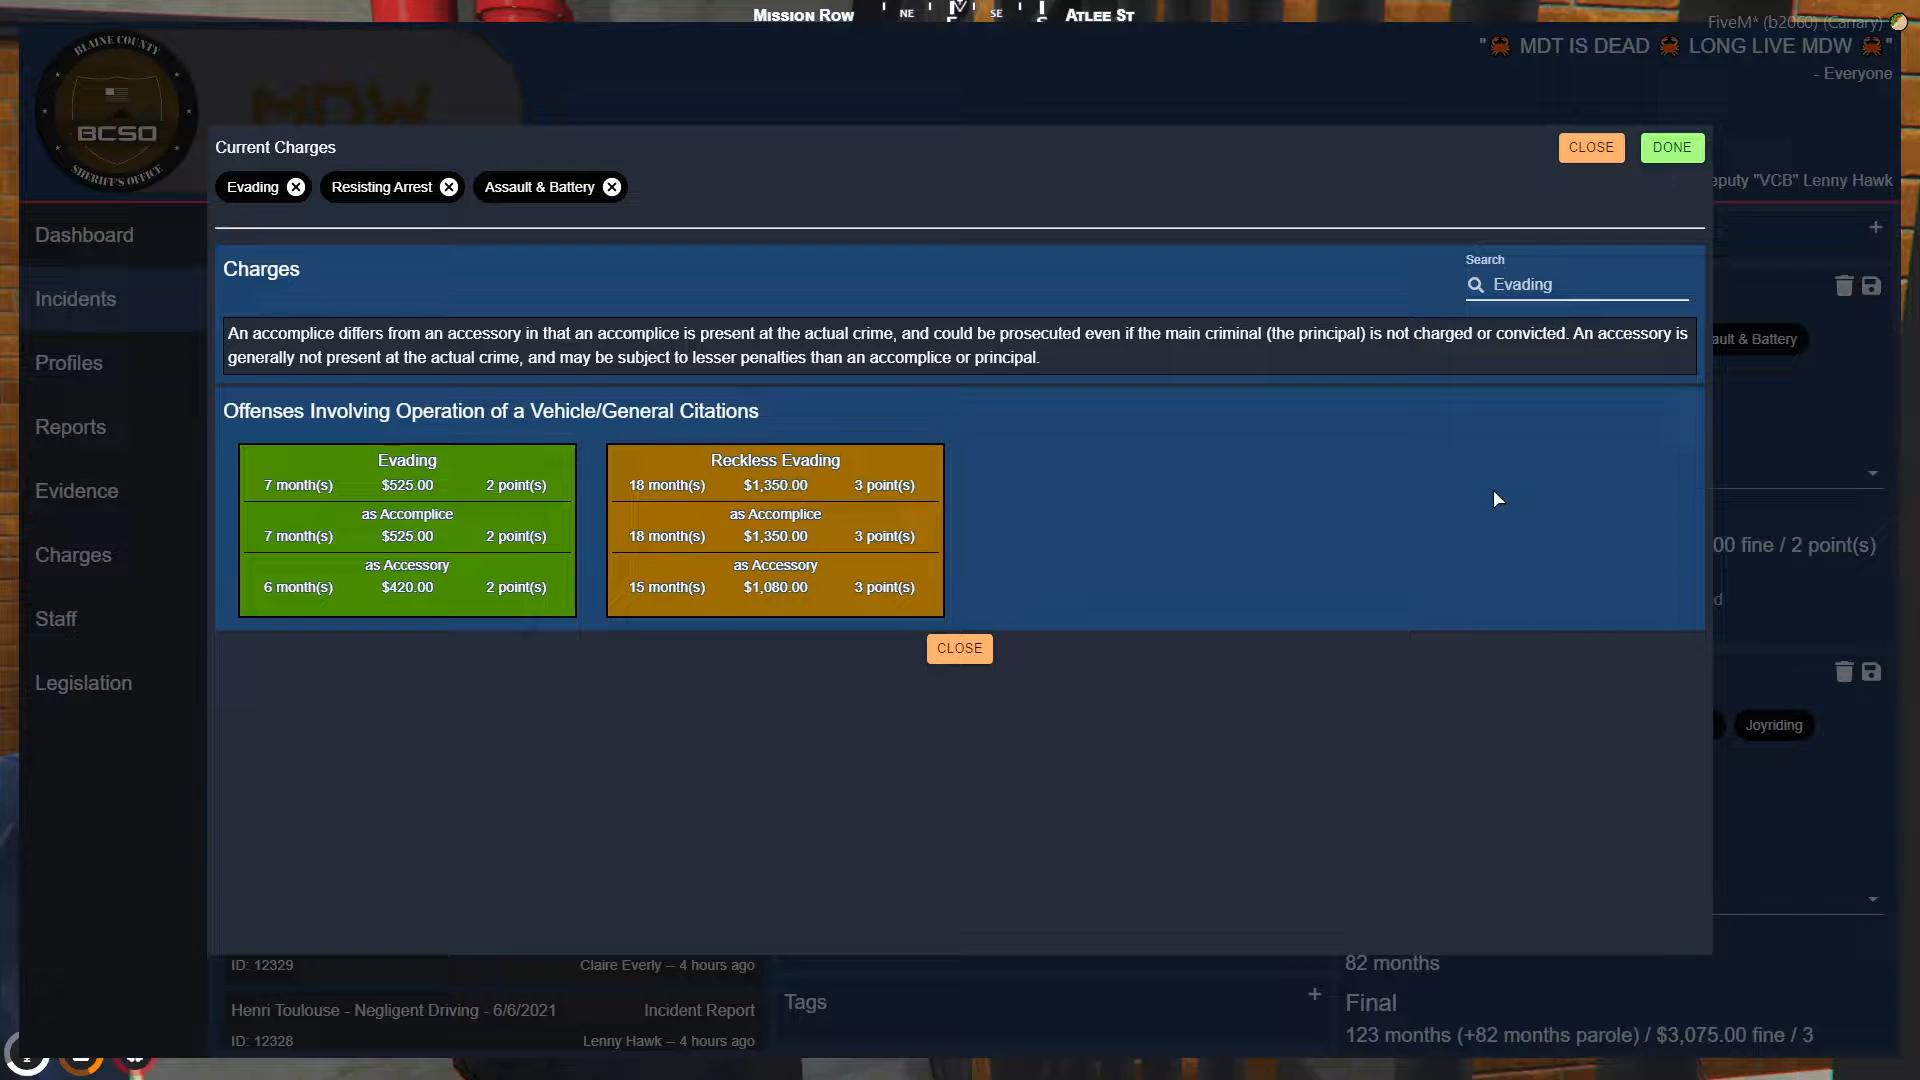 MISSION ROW NE SE ATLEE ST
FiveM* (b2060) (Canary)
" 🦀 MDT IS DEAD 🦀 LONG LIVE MDW 🦀 "
- Everyone
BLAINE COUNTY
BCSO
SHERIFF'S OFFICE
MDW
Current Charges
CLOSE
DONE
Evading
Resisting Arrest
Assault & Battery
eputy "VCB" Lenny Hawk
Dashboard
Incidents
Profiles
Reports
Evidence
Charges
Staff
Legislation
Charges
Search
Evading
An accomplice differs from an accessory in that an accomplice is present at the actual crime, and could be prosecuted even if the main criminal (the principal) is not charged or convicted. An accessory is
generally not present at the actual crime, and may be subject to lesser penalties than an accomplice or principal.
ault & Battery
Offenses Involving Operation of a Vehicle/General Citations
Evading
7 month(s) $525.00 2 point(s)
as Accomplice
7 month(s) $525.00 2 point(s)
as Accessory
6 month(s) $420.00 2 point(s)
Reckless Evading
18 month(s) $1,350.00 3 point(s)
as Accomplice
18 month(s) $1,350.00 3 point(s)
as Accessory
15 month(s) $1,080.00 3 point(s)
00 fine / 2 point(s)
d
CLOSE
Joyriding
ID: 12329 Claire Everly – 4 hours ago
Henri Toulouse - Negligent Driving - 6/6/2021 Incident Report
ID: 12328 Lenny Hawk – 4 hours ago
Tags
82 months
Final
123 months (+82 months parole) / $3,075.00 fine / 3